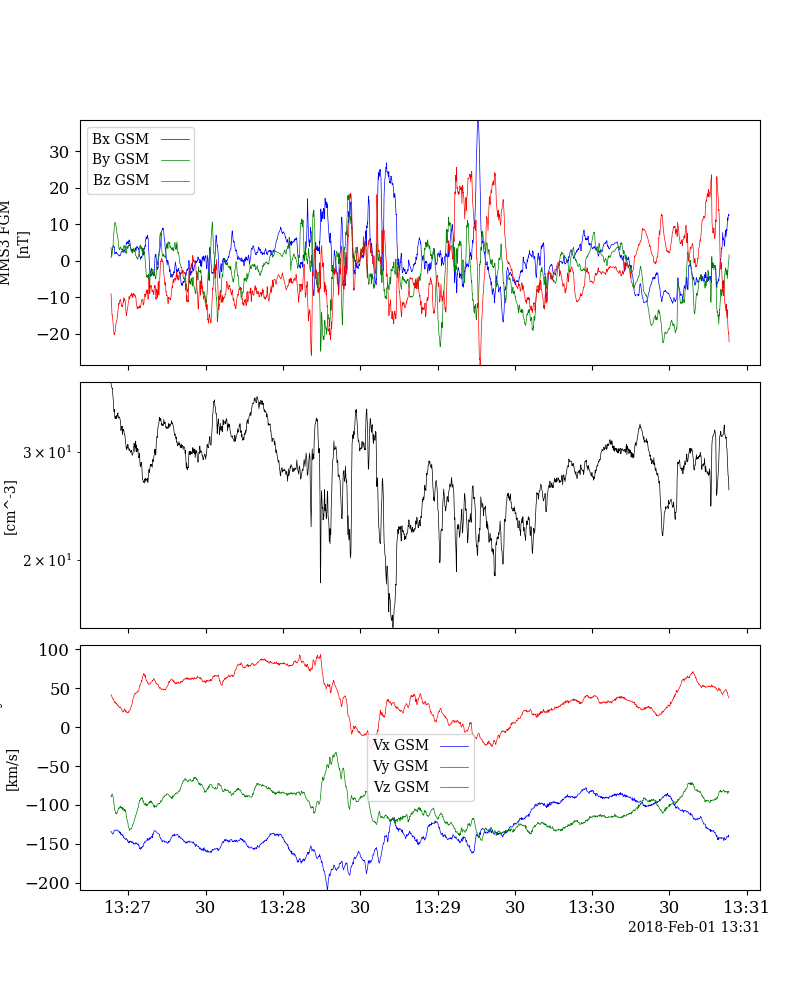 Bx GSM
By GSM
Bz GSM
30
20
10
0
−10
−20
MMS3 FGM
[nT]
3 × 10¹
2 × 10¹
[cm^-3]
100
50
0
−50
−100
−150
−200
[km/s]
Vx GSM
Vy GSM
Vz GSM
13:27
30
13:28
30
13:29
30
13:30
30
13:31
2018-Feb-01 13:31